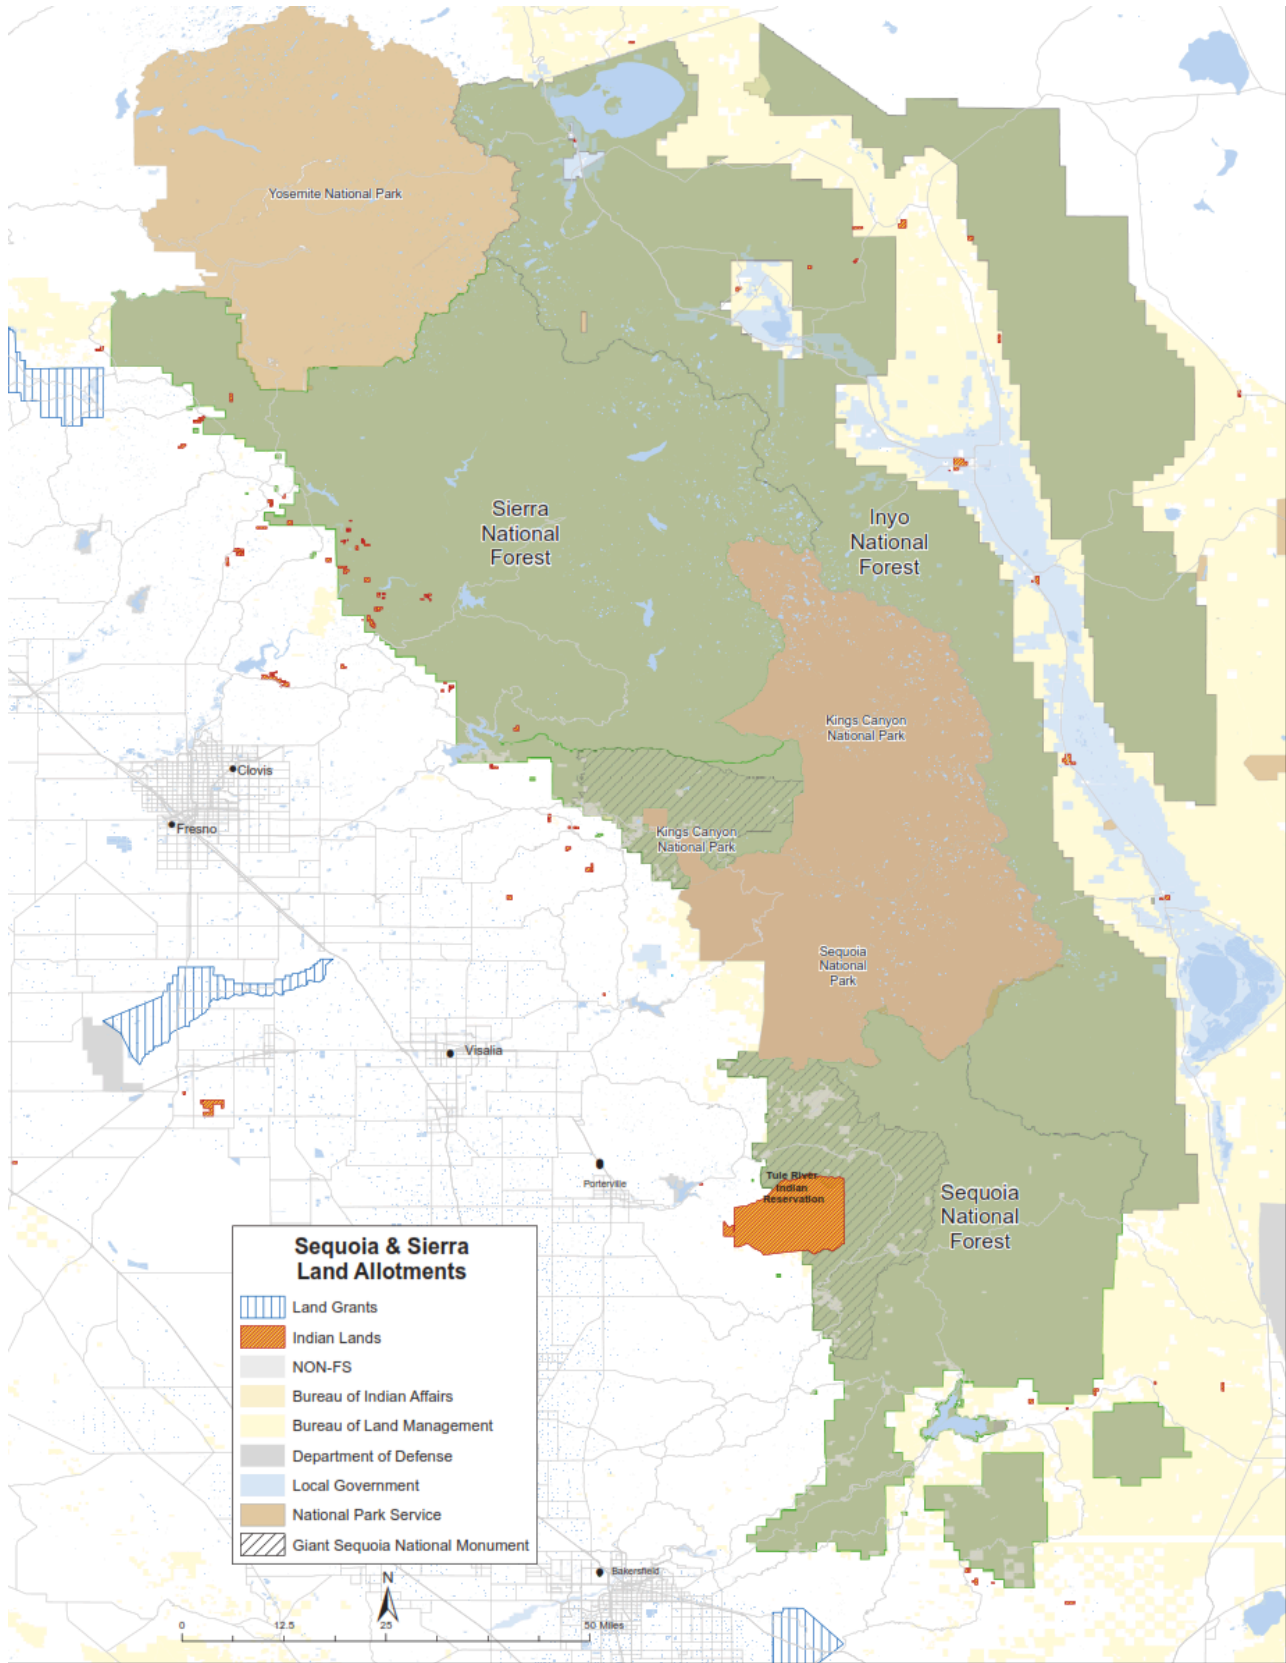 Yosemite National Park
Sierra
National
Forest
Inyo
National
Forest
Kings Canyon
National Park
Clovis
Fresno
Kings Canyon
National Park
Sequoia
National
Park
Visalia
Porterville
Tule River
Indian
Reservation
Sequoia
National
Forest
Sequoia & Sierra
Land Allotments
Land Grants
Indian Lands
NON-FS
Bureau of Indian Affairs
Bureau of Land Management
Department of Defense
Local Government
National Park Service
Giant Sequoia National Monument
Bakersfield
N
0 12.5 25 50 Miles